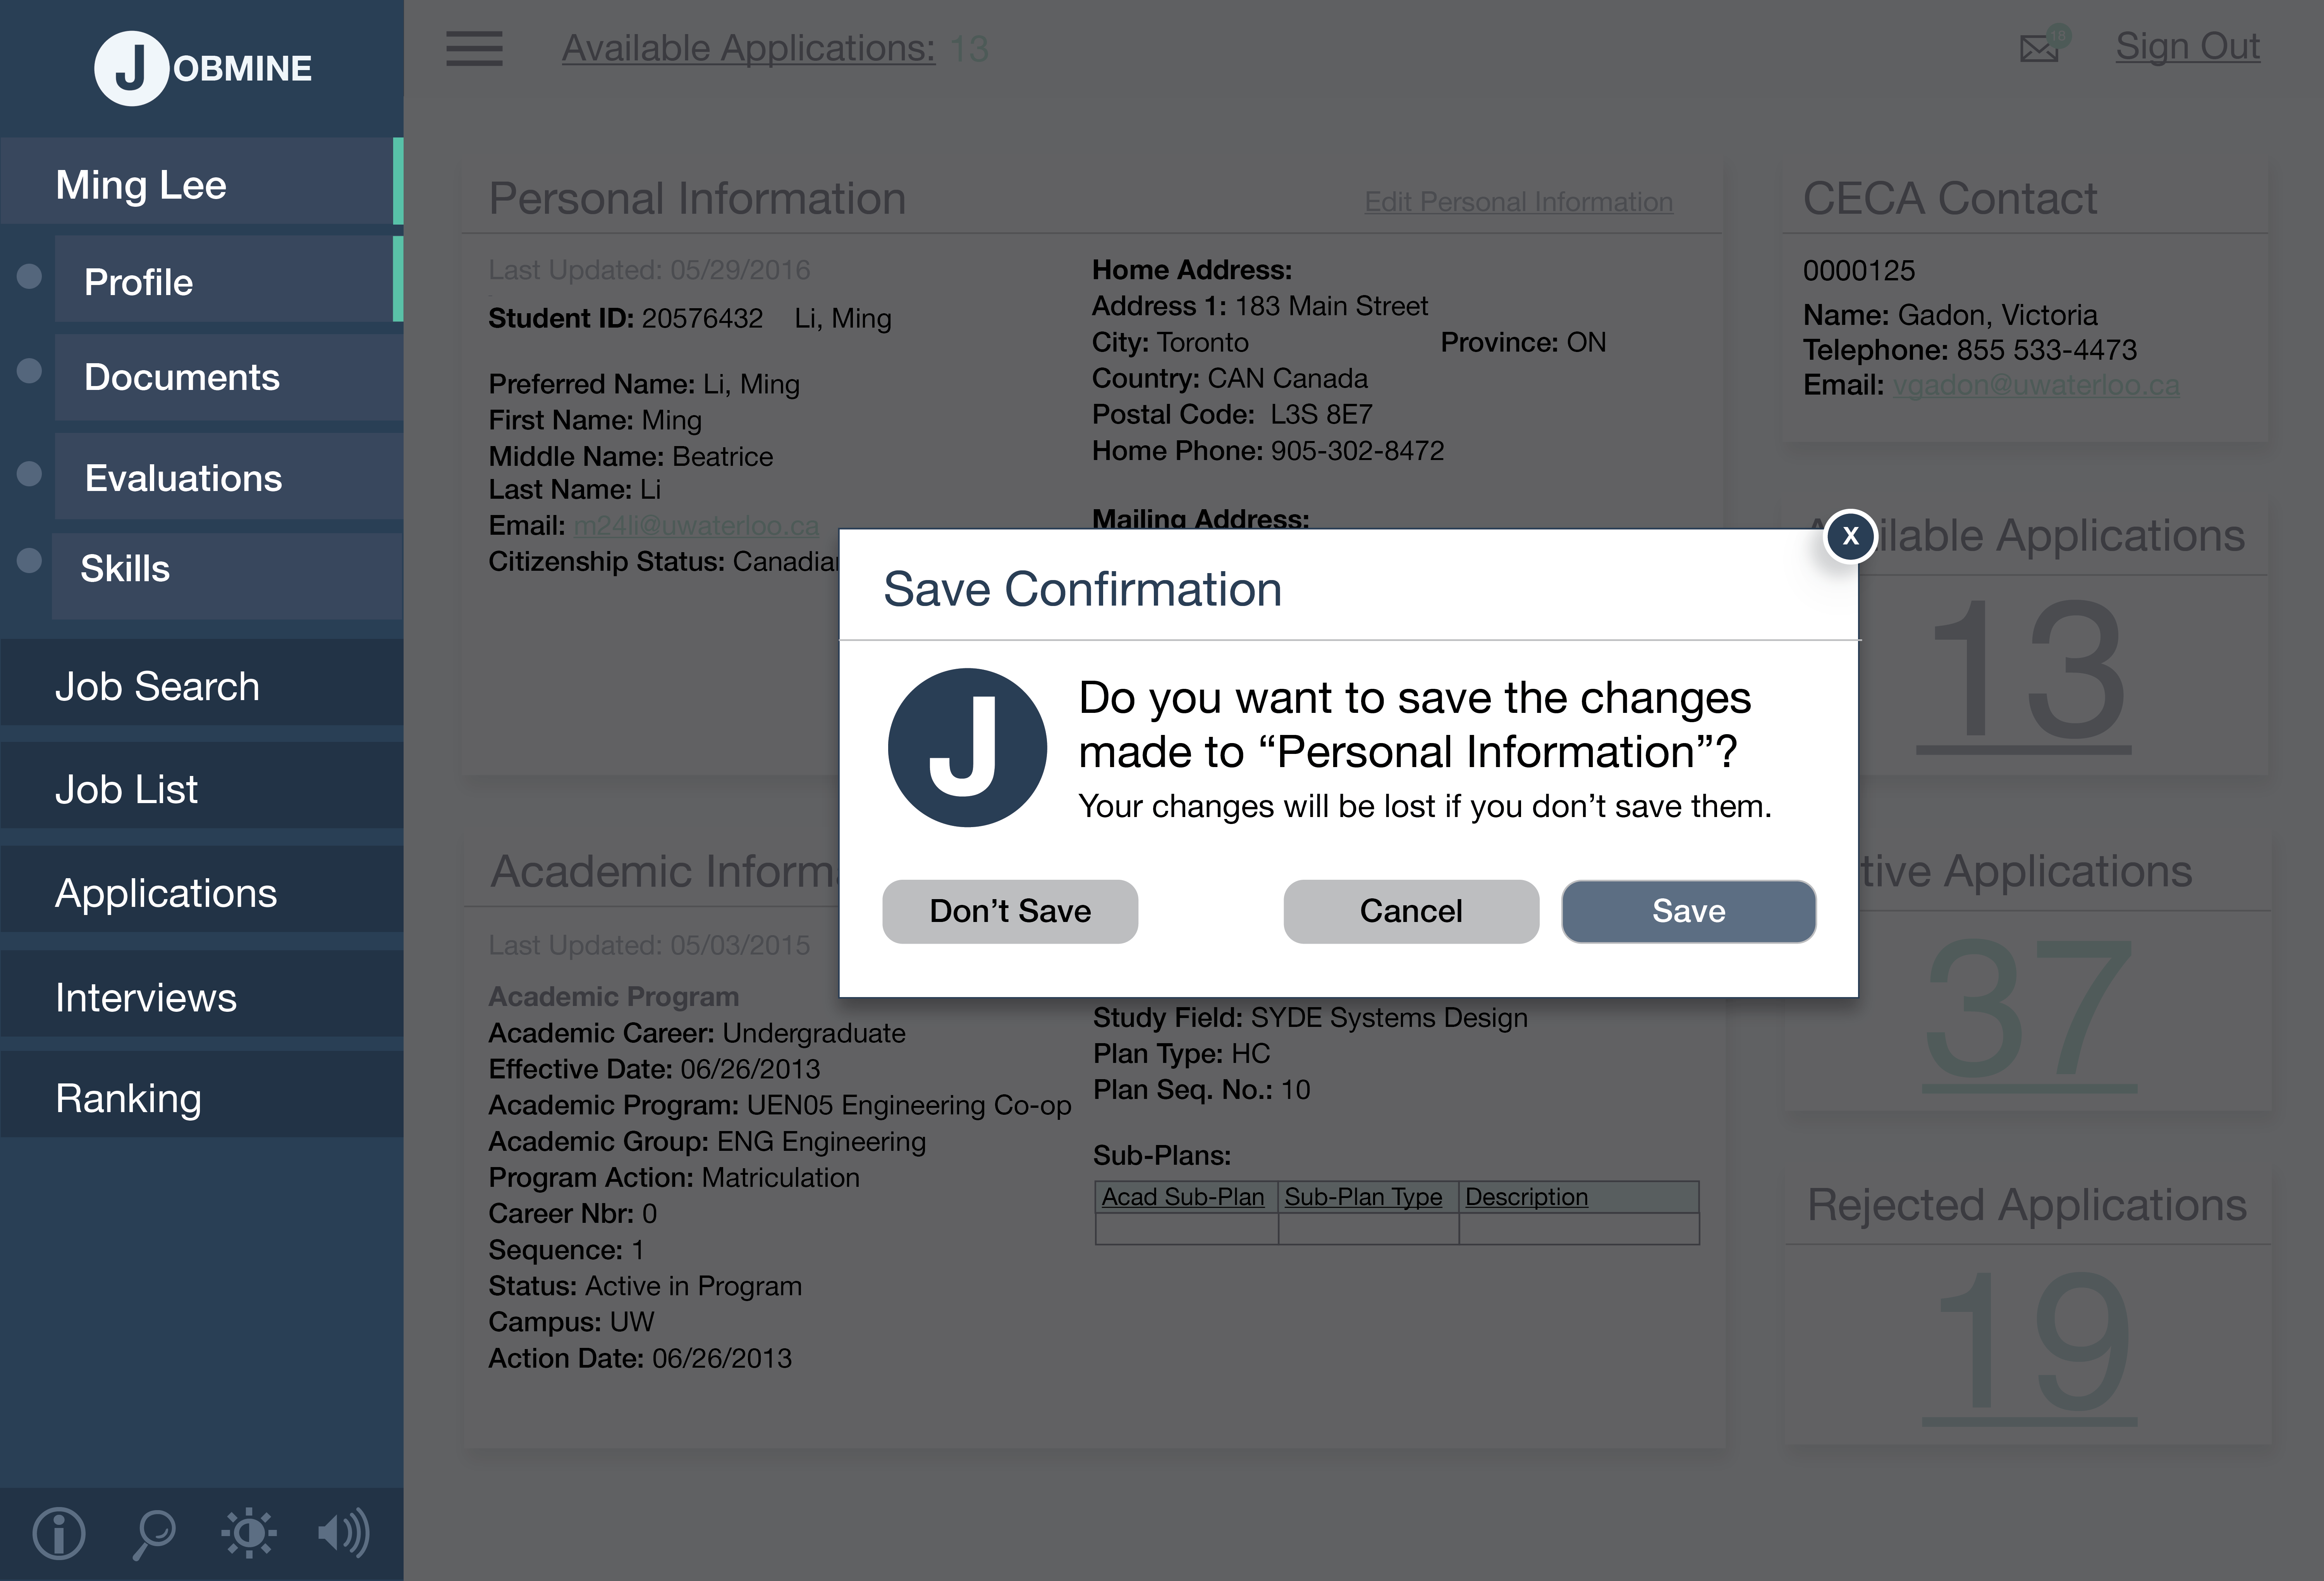 JOBMINE
Ming Lee
Profile
Documents
Evaluations
Skills
Job Search
Job List
Applications
Interviews
Ranking
Available Applications: 13
18
Sign Out
Personal Information
Edit Personal Information
Last Updated: 05/29/2016
Student ID: 20576432 Li, Ming
Preferred Name: Li, Ming
First Name: Ming
Middle Name: Beatrice
Last Name: Li
Email: m24li@uwaterloo.ca
Citizenship Status: Canadian
Home Address:
Address 1: 183 Main Street
City: Toronto Province: ON
Country: CAN Canada
Postal Code: L3S 8E7
Home Phone: 905-302-8472
Mailing Address:
CECA Contact
0000125
Name: Gadon, Victoria
Telephone: 855 533-4473
Email: vgadon@uwaterloo.ca
ilable Applications
13
X
Save Confirmation
J
Do you want to save the changes
made to “Personal Information”?
Your changes will be lost if you don’t save them.
Don’t Save
Cancel
Save
Academic Inform
Last Updated: 05/03/2015
Academic Program
Academic Career: Undergraduate
Effective Date: 06/26/2013
Academic Program: UEN05 Engineering Co-op
Academic Group: ENG Engineering
Program Action: Matriculation
Career Nbr: 0
Sequence: 1
Status: Active in Program
Campus: UW
Action Date: 06/26/2013
Study Field: SYDE Systems Design
Plan Type: HC
Plan Seq. No.: 10
Sub-Plans:
Acad Sub-Plan Sub-Plan Type Description
tive Applications
37
Rejected Applications
19